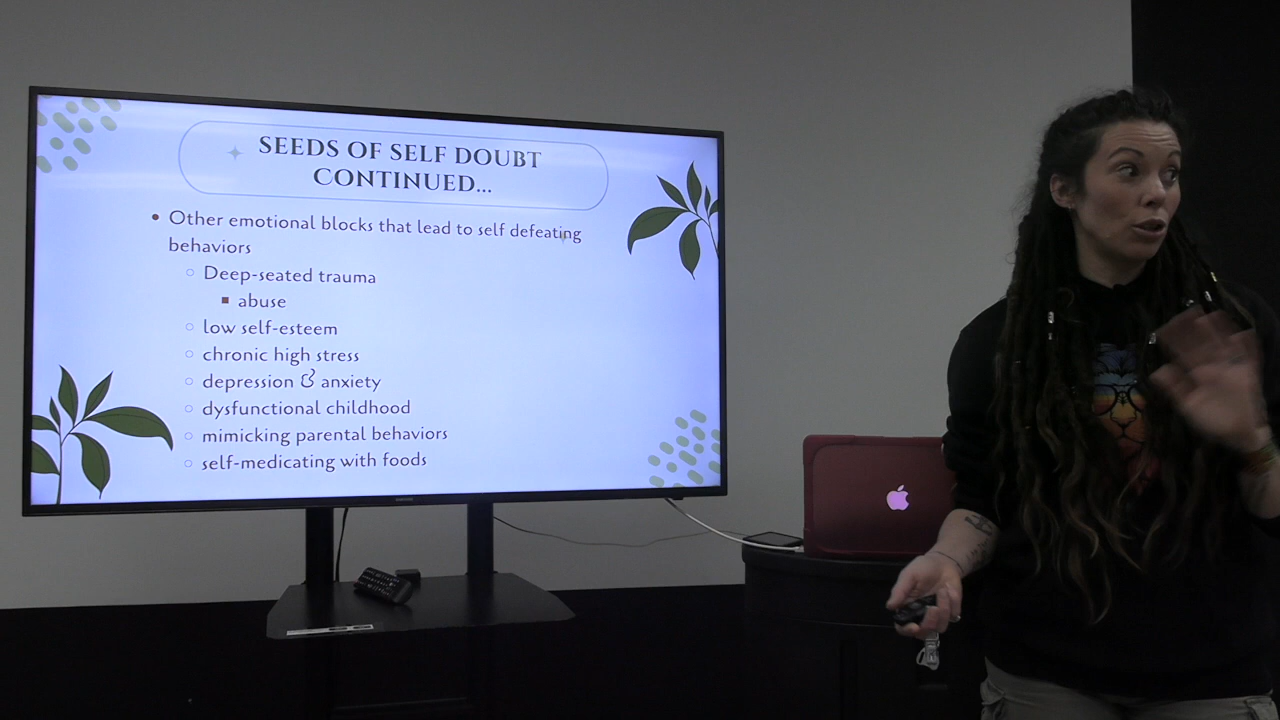 SEEDS OF SELF DOUBT
CONTINUED...
Other emotional blocks that lead to self defeating
behaviors
Deep-seated trauma
abuse
low self-esteem
chronic high stress
depression & anxiety
dysfunctional childhood
mimicking parental behaviors
self-medicating with foods